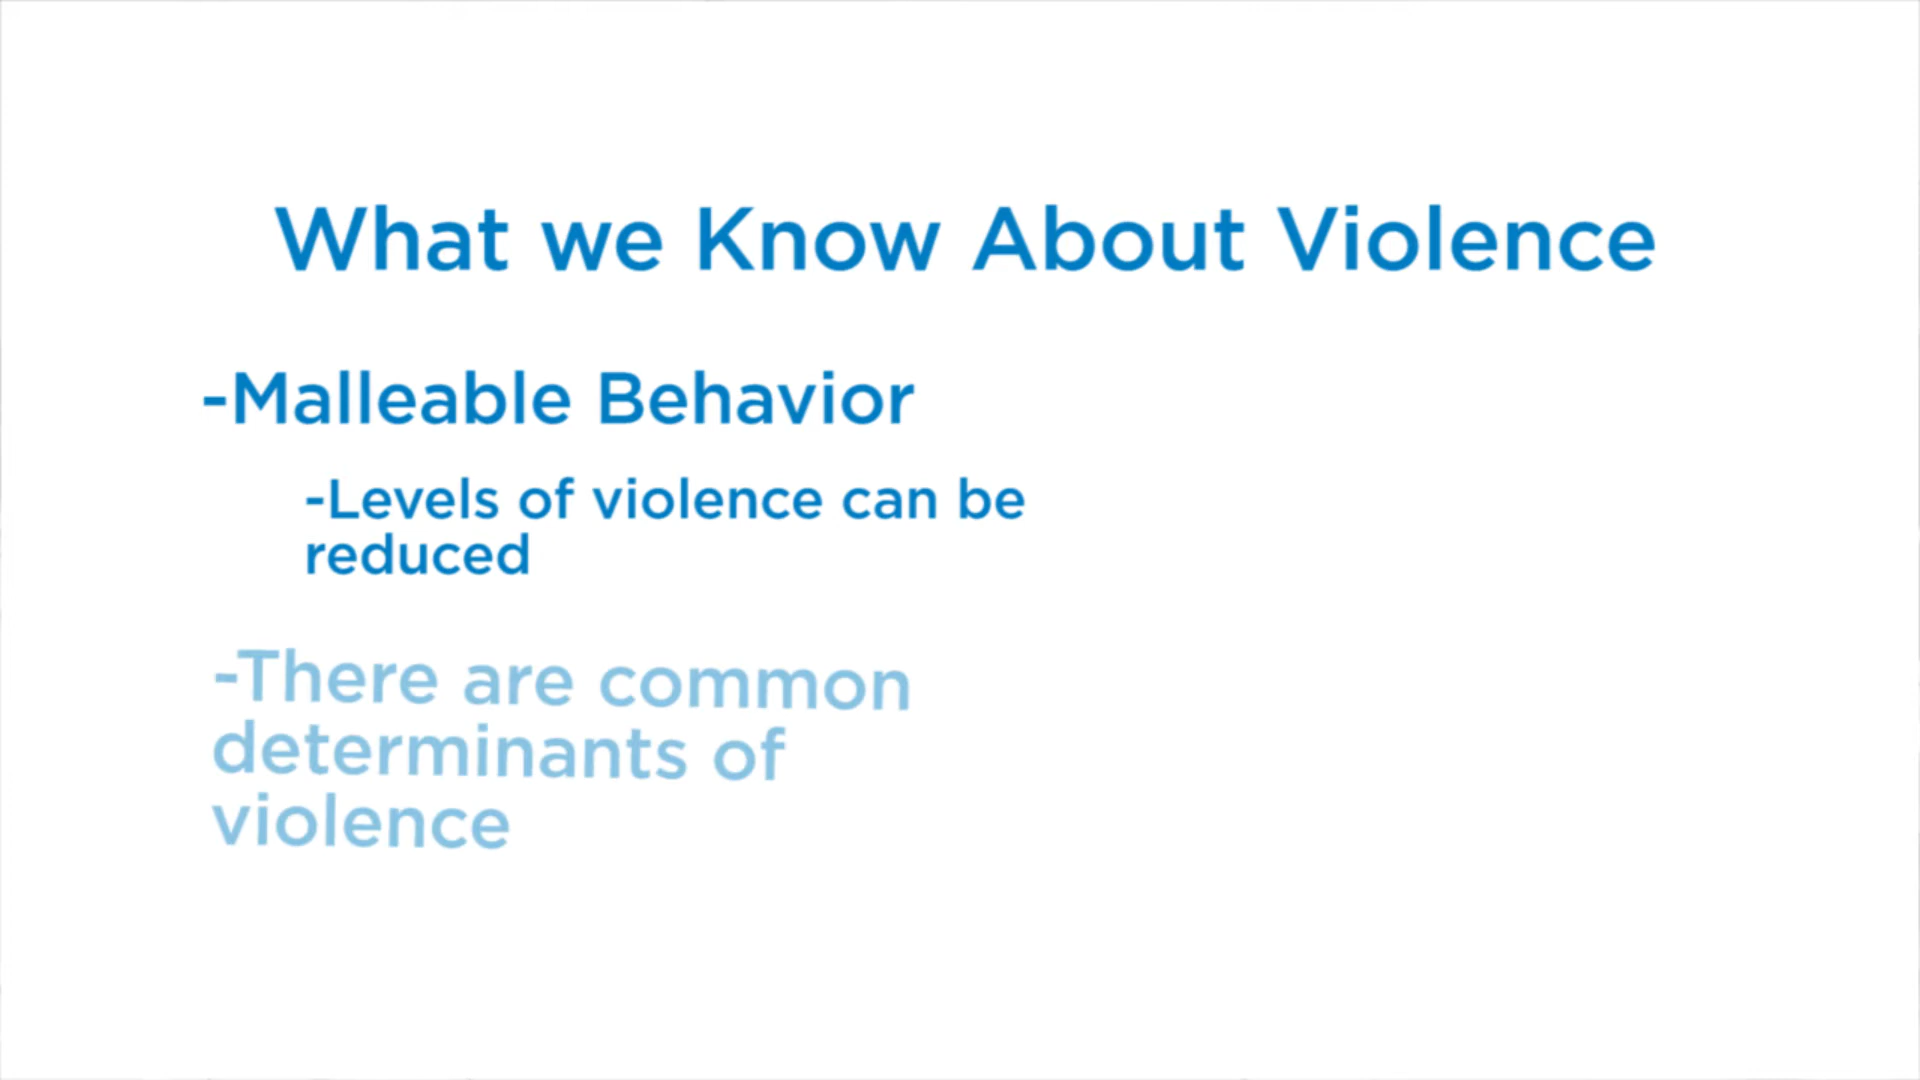 What we Know About Violence
-Malleable Behavior
-Levels of violence can be
reduced
-There are common
determinants of
violence